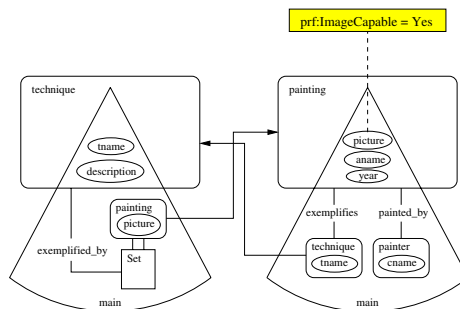 prf:ImageCapable = Yes
technique
tname
description
painting
picture
exemplified_by
Set
main
painting
picture
aname
year
exemplifies
painted_by
technique
tname
painter
cname
main